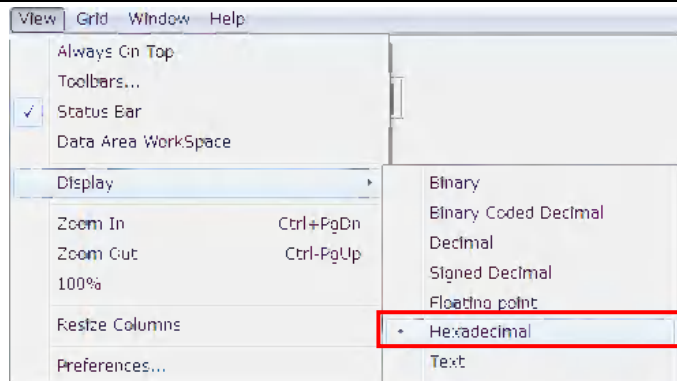 View Grid Window Help
Always On Top
Toolbars...
Status Bar
Data Area WorkSpace
Display
Zoom In Ctrl+PgDn
Zoom Out Ctrl-PgUp
100%
Resize Columns
Preferences...
Binary
Binary Coded Decimal
Decimal
Signed Decimal
Floating point
Hexadecimal
Text